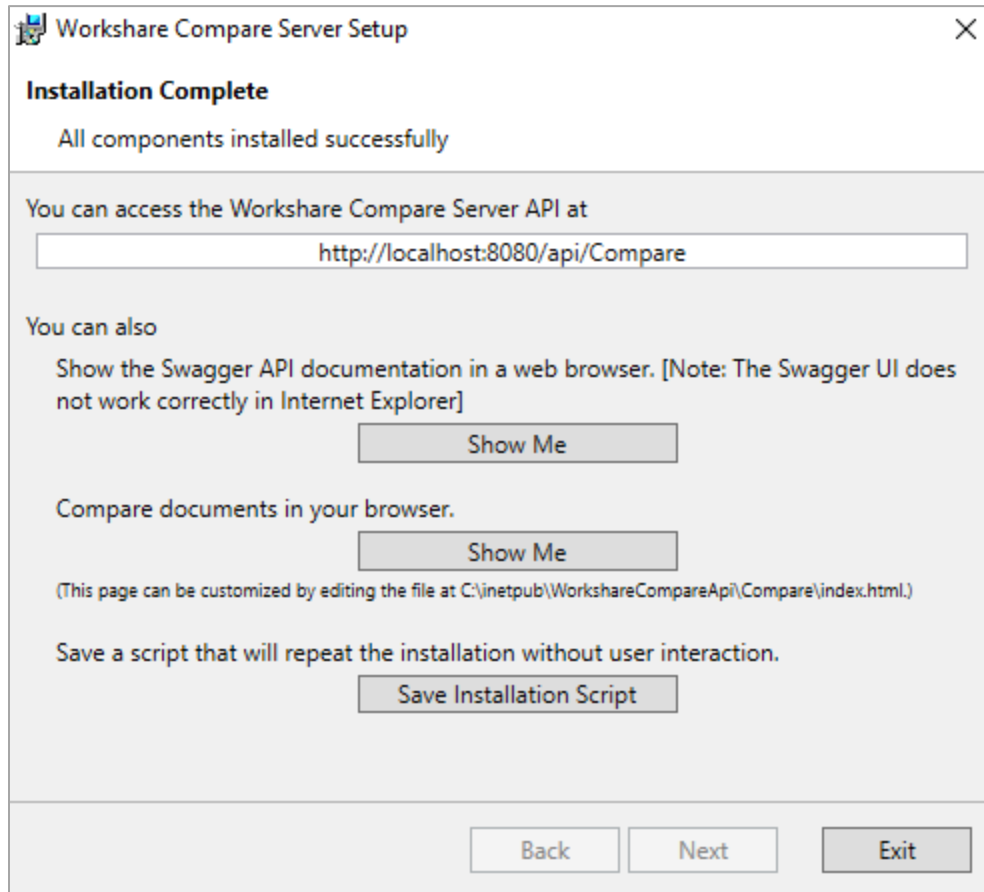 Workshare Compare Server Setup
Installation Complete
All components installed successfully
You can access the Workshare Compare Server API at
http://localhost:8080/api/Compare
You can also
Show the Swagger API documentation in a web browser. [Note: The Swagger UI does
not work correctly in Internet Explorer]
Show Me
Compare documents in your browser.
Show Me
(This page can be customized by editing the file at C:\inetpub\WorkshareCompareApi\Compare\index.html.)
Save a script that will repeat the installation without user interaction.
Save Installation Script
Back Next Exit